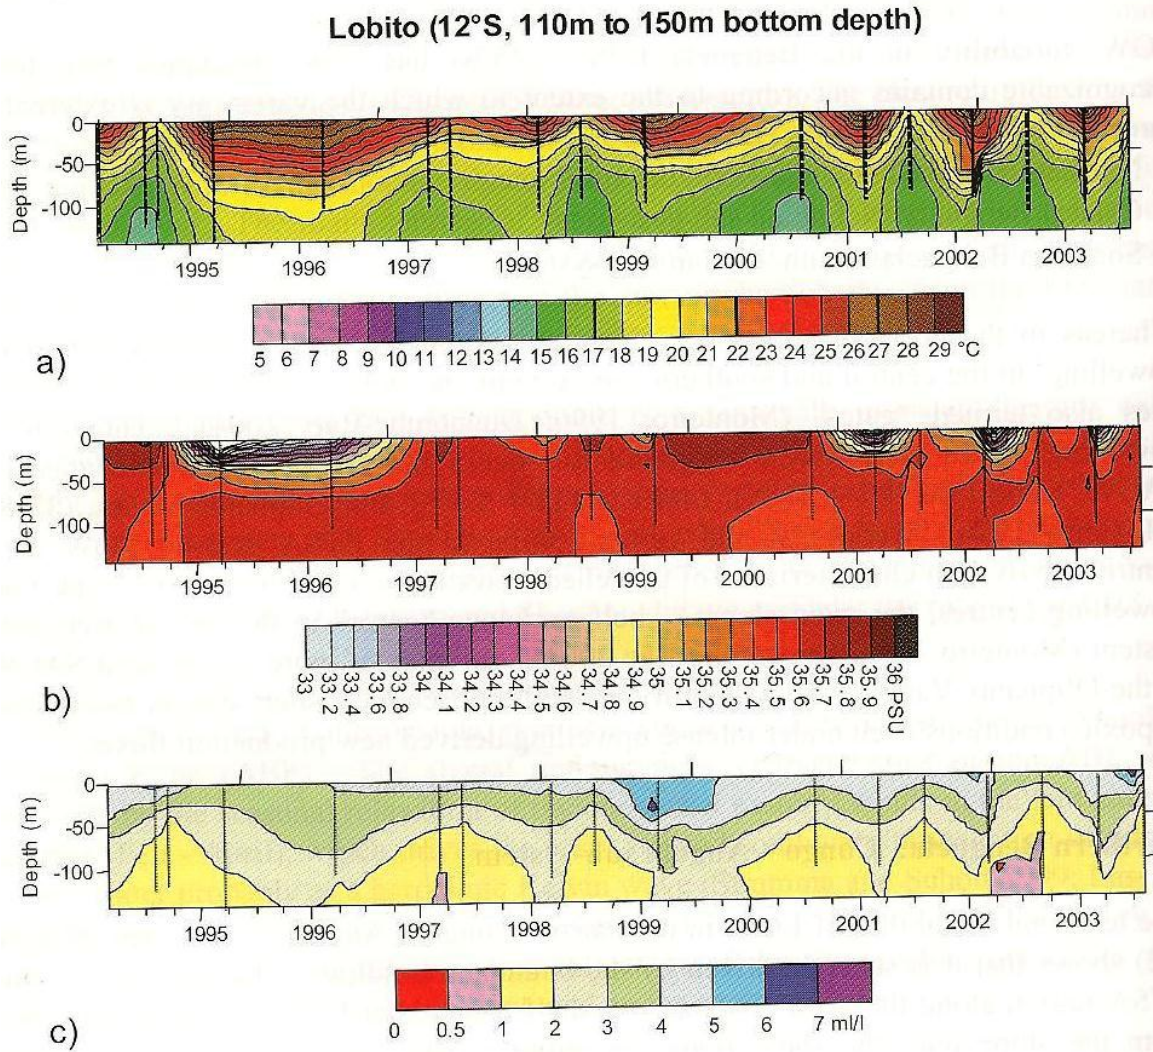 Lobito (12°S, 110m to 150m bottom depth)
Depth (m)
0
-50
-100
1995 1996 1997 1998 1999 2000 2001 2002 2003
5 6 7 8 9 10 11 12 13 14 15 16 17 18 19 20 21 22 23 24 25 26 27 28 29 °C
a)
Depth (m)
0
-50
-100
1995 1996 1997 1998 1999 2000 2001 2002 2003
33 33.2 33.4 33.6 33.8 34 34.1 34.2 34.3 34.4 34.5 34.6 34.7 34.8 34.9 35 35.1 35.2 35.3 35.4 35.5 35.6 35.7 35.8 35.9 36 PSU
b)
Depth (m)
0
-50
-100
1995 1996 1997 1998 1999 2000 2001 2002 2003
0 0.5 1 2 3 4 5 6 7 ml/l
c)